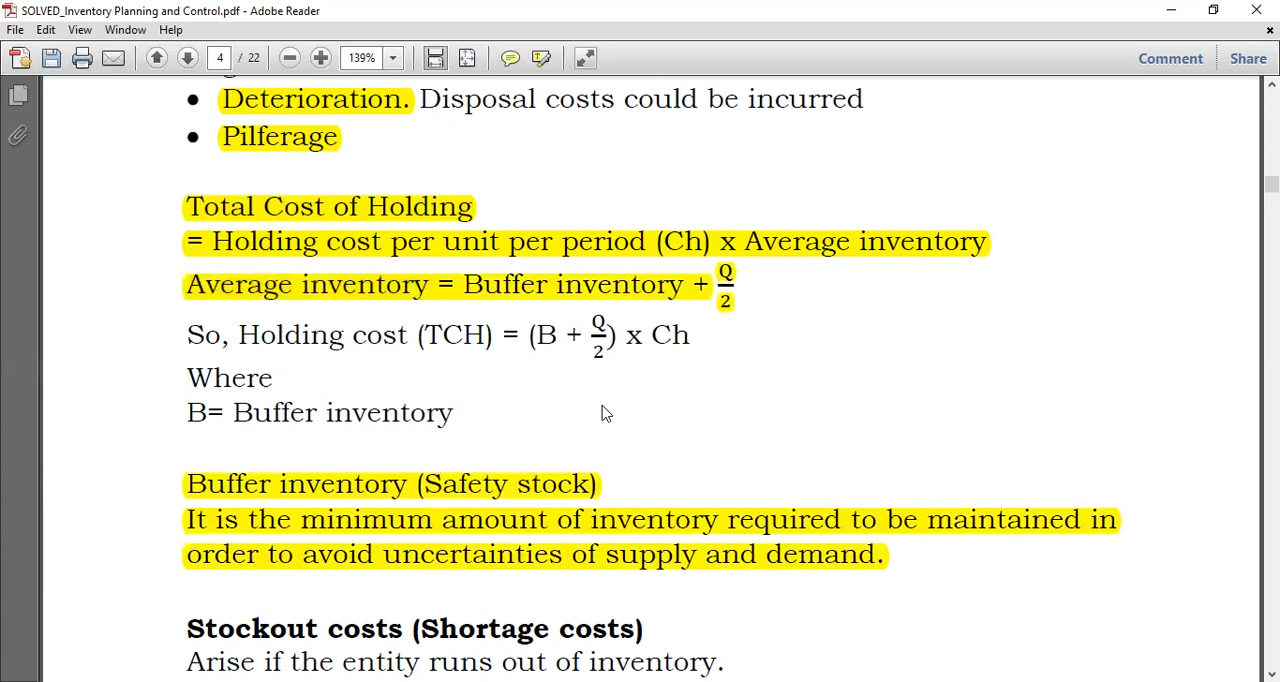 SOLVED_Inventory Planning and Control.pdf - Adobe Reader
File Edit View Window Help
4 / 22 139% Comment Share
• Deterioration. Disposal costs could be incurred
• Pilferage
Total Cost of Holding
= Holding cost per unit per period (Ch) x Average inventory
Average inventory = Buffer inventory + Q/2
So, Holding cost (TCH) = (B + Q/2) x Ch
Where
B= Buffer inventory
Buffer inventory (Safety stock)
It is the minimum amount of inventory required to be maintained in
order to avoid uncertainties of supply and demand.
Stockout costs (Shortage costs)
Arise if the entity runs out of inventory.